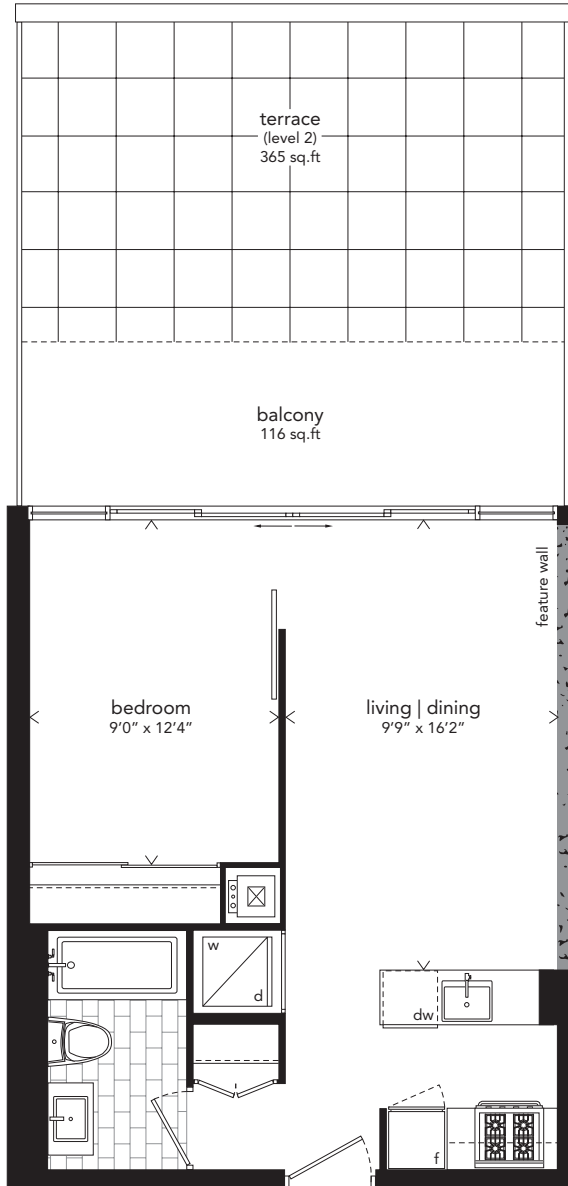 terrace
(level 2)
365 sq.ft
balcony
116 sq.ft
feature wall
bedroom
9’0” x 12’4”
living | dining
9’9” x 16’2”
w
d
dw
f